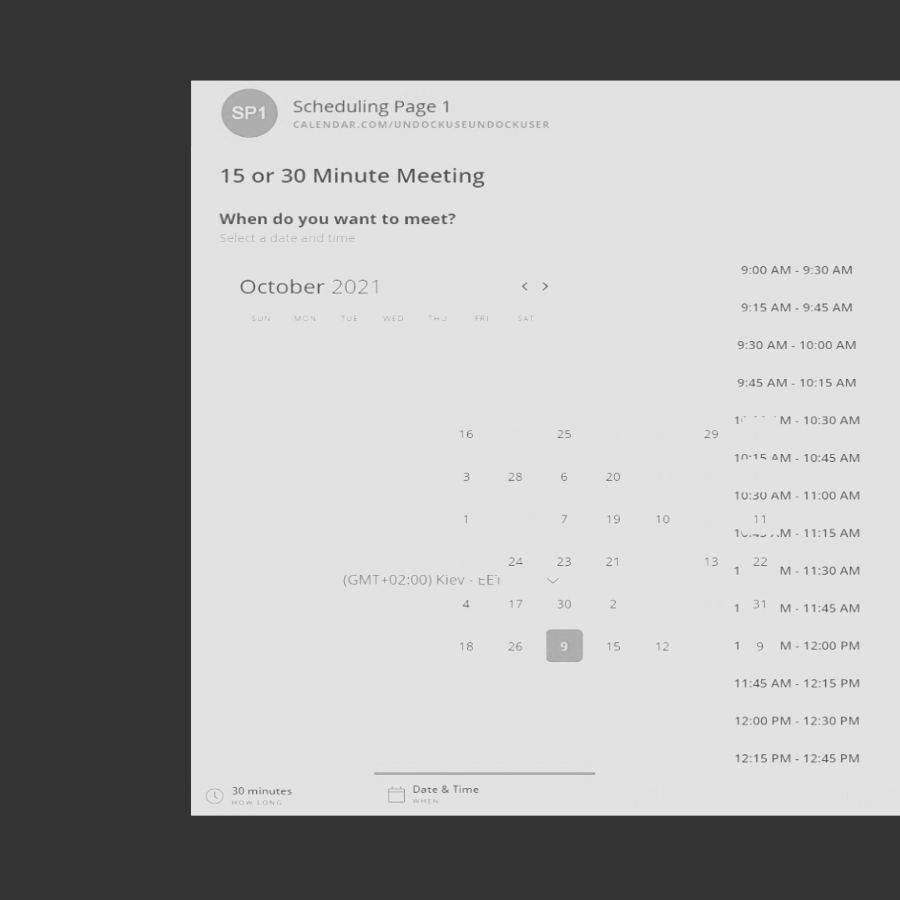 SP1
Scheduling Page 1
CALENDAR.COM/UNDOCKUSEUNDOCKUSER
15 or 30 Minute Meeting
When do you want to meet?
Select a date and time
October 2021 < >
SUN MON TUE WED THU FRI SAT
16 25 29
3 28 6 20
1 7 19 10 11
24 23 21 13 22
(GMT+02:00) Kiev - EET
4 17 30 2 31
18 26 9 15 12 9
9:00 AM - 9:30 AM
9:15 AM - 9:45 AM
9:30 AM - 10:00 AM
9:45 AM - 10:15 AM
M - 10:30 AM
10:15 AM - 10:45 AM
10:30 AM - 11:00 AM
M - 11:15 AM
M - 11:30 AM
M - 11:45 AM
M - 12:00 PM
11:45 AM - 12:15 PM
12:00 PM - 12:30 PM
12:15 PM - 12:45 PM
30 minutes
HOW LONG
Date & Time
WHEN